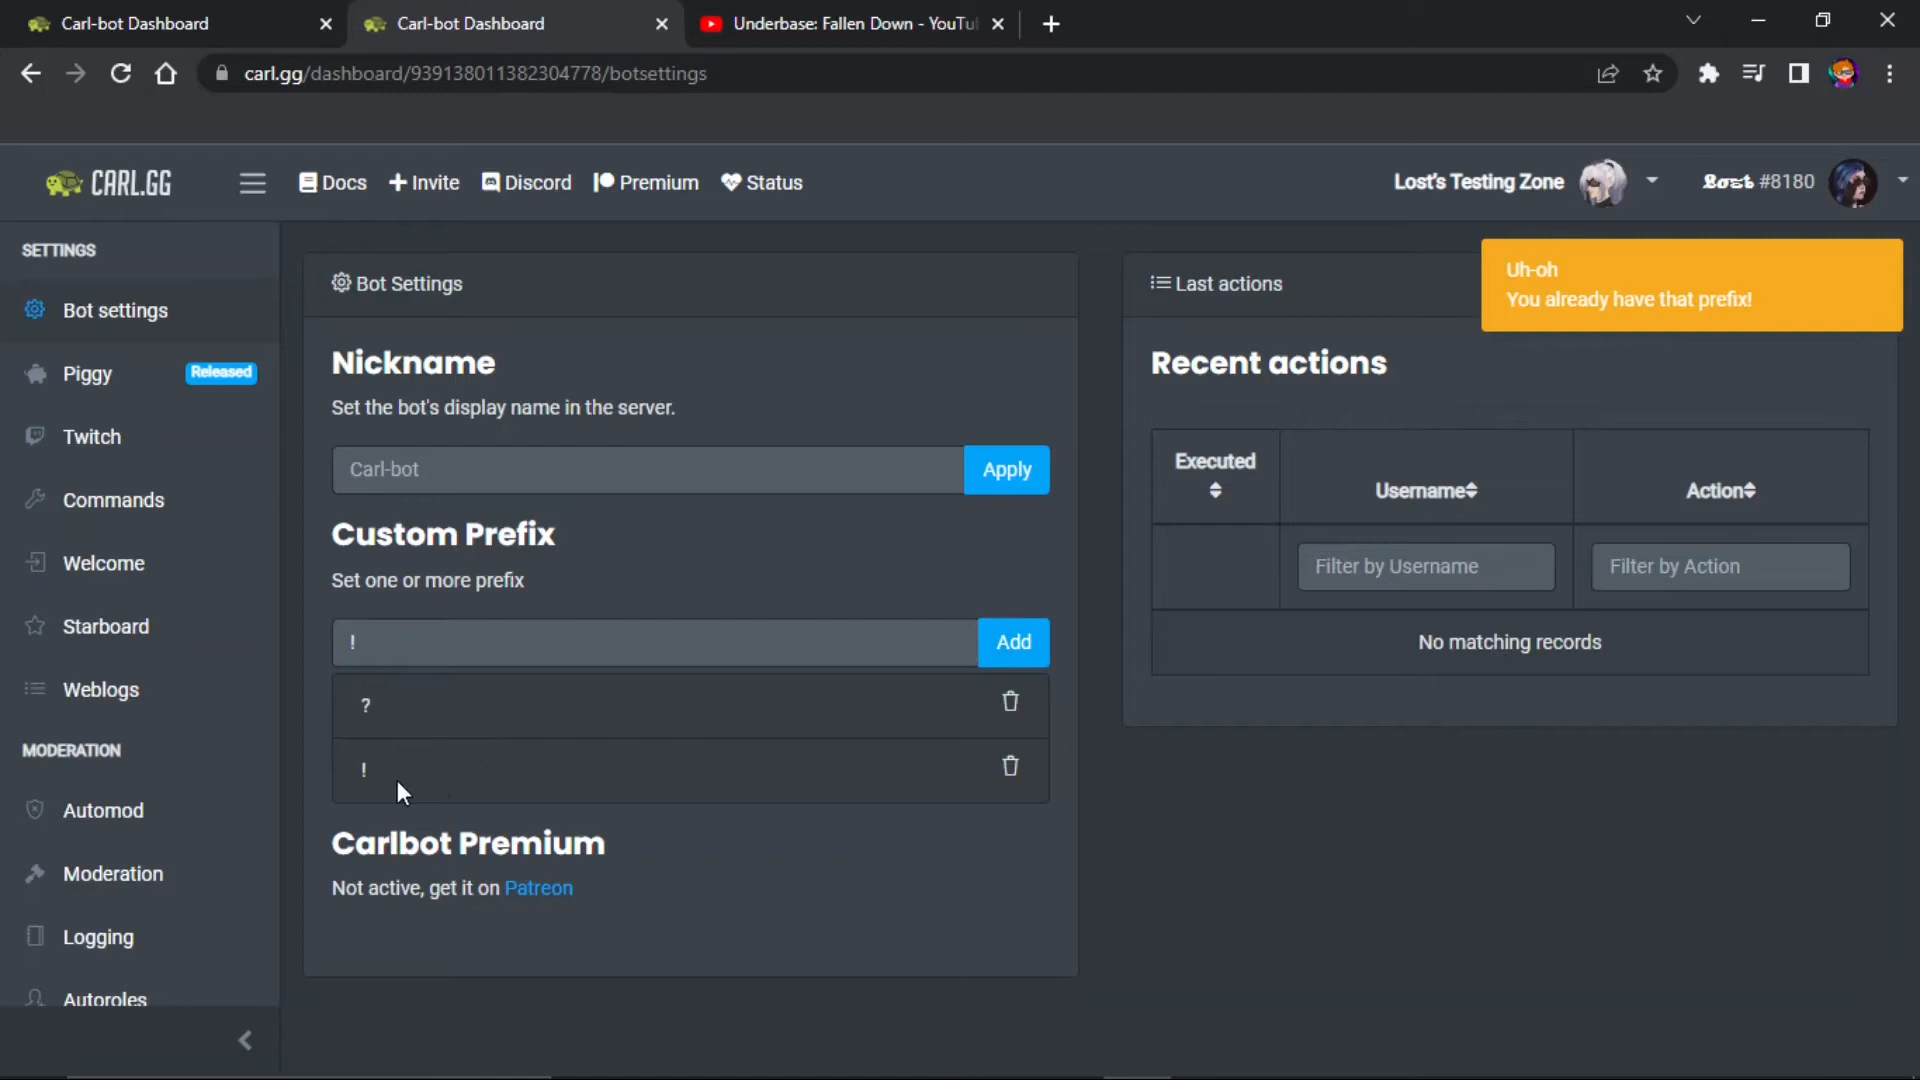 Carl-bot Dashboard
Carl-bot Dashboard
Underbase: Fallen Down - YouTu
carl.gg/dashboard/939138011382304778/botsettings
CARL.GG
Docs
Invite
Discord
Premium
Status
Lost's Testing Zone
𝕷𝖔𝖘𝖙 #8180
SETTINGS
Bot settings
Piggy
Released
Twitch
Commands
Welcome
Starboard
Weblogs
MODERATION
Automod
Moderation
Logging
Autoroles
Bot Settings
Nickname
Set the bot's display name in the server.
Carl-bot
Apply
Custom Prefix
Set one or more prefix
!
Add
?
!
Carlbot Premium
Not active, get it on Patreon
Last actions
Uh-oh
You already have that prefix!
Recent actions
Executed
Username
Action
Filter by Username
Filter by Action
No matching records